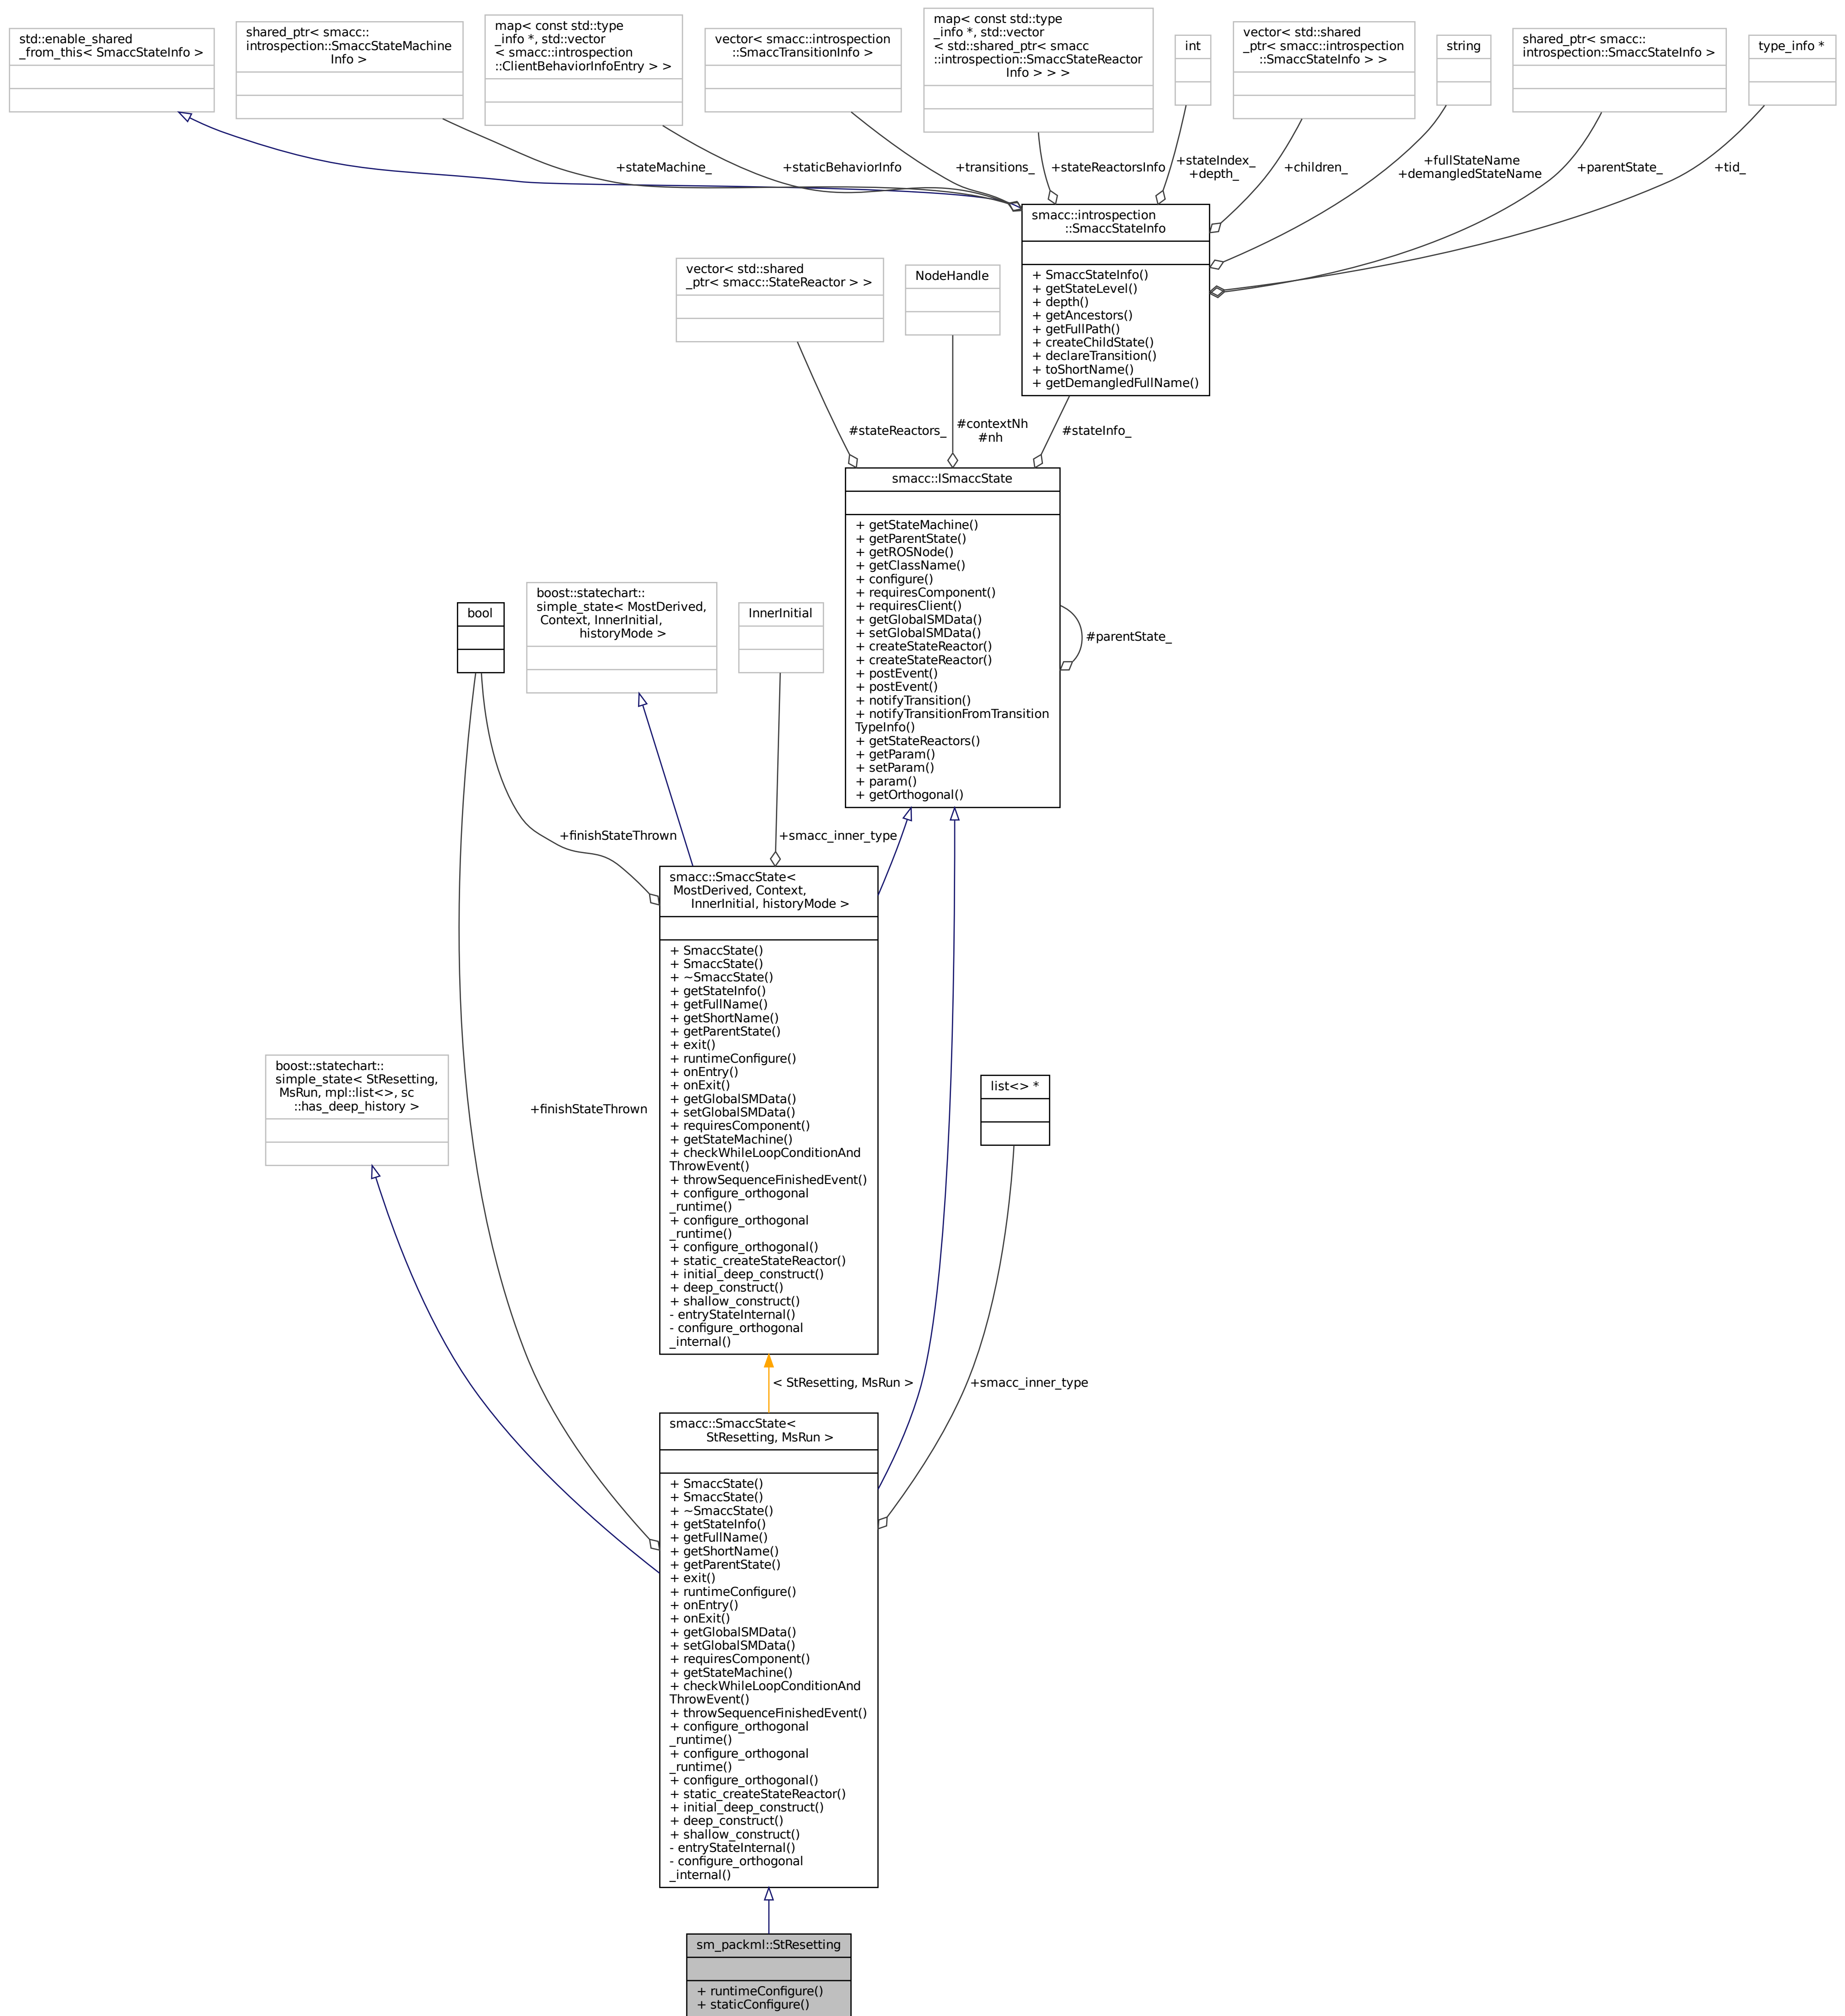 std::enable_shared
_from_this< SmaccStateInfo >
shared_ptr< smacc::
introspection::SmaccStateMachine
Info >
map< const std::type
_info *, std::vector
< smacc::introspection
::ClientBehaviorInfoEntry > >
vector< smacc::introspection
::SmaccTransitionInfo >
map< const std::type
_info *, std::vector
< std::shared_ptr< smacc
::introspection::SmaccStateReactor
Info > > >
int
vector< std::shared
_ptr< smacc::introspection
::SmaccStateInfo > >
string
shared_ptr< smacc::
introspection::SmaccStateInfo >
type_info *
+stateMachine_
+staticBehaviorInfo
+transitions_
+stateReactorsInfo
+stateIndex_
+depth_
+children_
+fullStateName
+demangledStateName
+parentState_
+tid_
smacc::introspection
::SmaccStateInfo
+ SmaccStateInfo()
+ getStateLevel()
+ depth()
+ getAncestors()
+ getFullPath()
+ createChildState()
+ declareTransition()
+ toShortName()
+ getDemangledFullName()
vector< std::shared
_ptr< smacc::StateReactor > >
NodeHandle
#stateReactors_
#contextNh
#nh
#stateInfo_
smacc::ISmaccState
+ getStateMachine()
+ getParentState()
+ getROSNode()
+ getClassName()
+ configure()
+ requiresComponent()
+ requiresClient()
+ getGlobalSMData()
+ setGlobalSMData()
+ createStateReactor()
+ createStateReactor()
+ postEvent()
+ postEvent()
+ notifyTransition()
+ notifyTransitionFromTransition
TypeInfo()
+ getStateReactors()
+ getParam()
+ setParam()
+ param()
+ getOrthogonal()
#parentState_
bool
boost::statechart::
simple_state< MostDerived,
Context, InnerInitial,
historyMode >
InnerInitial
+finishStateThrown
+smacc_inner_type
smacc::SmaccState<
MostDerived, Context,
InnerInitial, historyMode >
+ SmaccState()
+ SmaccState()
+ ~SmaccState()
+ getStateInfo()
+ getFullName()
+ getShortName()
+ getParentState()
+ exit()
+ runtimeConfigure()
+ onEntry()
+ onExit()
+ getGlobalSMData()
+ setGlobalSMData()
+ requiresComponent()
+ getStateMachine()
+ checkWhileLoopConditionAnd
ThrowEvent()
+ throwSequenceFinishedEvent()
+ configure_orthogonal
_runtime()
+ configure_orthogonal
_runtime()
+ configure_orthogonal()
+ static_createStateReactor()
+ initial_deep_construct()
+ deep_construct()
+ shallow_construct()
- entryStateInternal()
- configure_orthogonal
_internal()
boost::statechart::
simple_state< StResetting,
MsRun, mpl::list<>, sc
::has_deep_history >
+finishStateThrown
list<> *
< StResetting, MsRun >
+smacc_inner_type
smacc::SmaccState<
StResetting, MsRun >
+ SmaccState()
+ SmaccState()
+ ~SmaccState()
+ getStateInfo()
+ getFullName()
+ getShortName()
+ getParentState()
+ exit()
+ runtimeConfigure()
+ onEntry()
+ onExit()
+ getGlobalSMData()
+ setGlobalSMData()
+ requiresComponent()
+ getStateMachine()
+ checkWhileLoopConditionAnd
ThrowEvent()
+ throwSequenceFinishedEvent()
+ configure_orthogonal
_runtime()
+ configure_orthogonal
_runtime()
+ configure_orthogonal()
+ static_createStateReactor()
+ initial_deep_construct()
+ deep_construct()
+ shallow_construct()
- entryStateInternal()
- configure_orthogonal
_internal()
sm_packml::StResetting
+ runtimeConfigure()
+ staticConfigure()